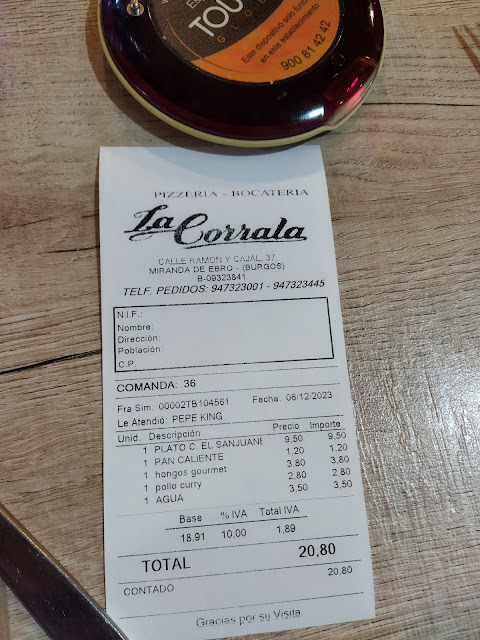 TOU
Este dispositivo solo func
en este establecimiento
900 81 42 42
PIZZERIA - BOCATERIA
La Corrala
CALLE RAMON Y CAJAL, 37
MIRANDA DE EBRO - (BURGOS)
B-09323841
TELF. PEDIDOS: 947323001 - 947323445
N.I.F.:
Nombre:
Dirección:
Población:
C.P.
COMANDA: 36
Fra Sim: 00002TB104561 Fecha: 06/12/2023
Le Atendió: PEPE KING
Unid. Descripción Precio Importe
1 PLATO C. EL SANJUANE 9,50 9,50
1 PAN CALIENTE 1,20 1,20
1 hongos gourmet 3,80 3,80
1 pollo curry 2,80 2,80
1 AGUA 3,50 3,50
Base % IVA Total IVA
18,91 10,00 1,89
TOTAL 20,80
CONTADO 20,80
Gracias por su Visita